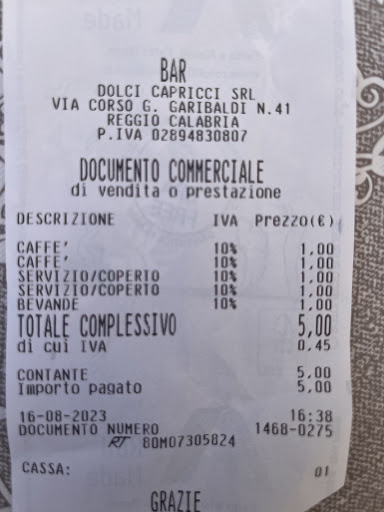 BAR
DOLCI CAPRICCI SRL
VIA CORSO G. GARIBALDI N.41
REGGIO CALABRIA
P.IVA 02894830807
DOCUMENTO COMMERCIALE
di vendita o prestazione
DESCRIZIONE IVA Prezzo(€)
CAFFE' 10% 1,00
CAFFE' 10% 1,00
SERVIZIO/COPERTO 10% 1,00
SERVIZIO/COPERTO 10% 1,00
BEVANDE 10% 1,00
TOTALE COMPLESSIVO 5,00
di cui IVA 0,45
CONTANTE 5,00
Importo pagato 5,00
16-08-2023 16:38
DOCUMENTO NUMERO 1468-0275
RT 80M07305824
CASSA: 01
GRAZIE